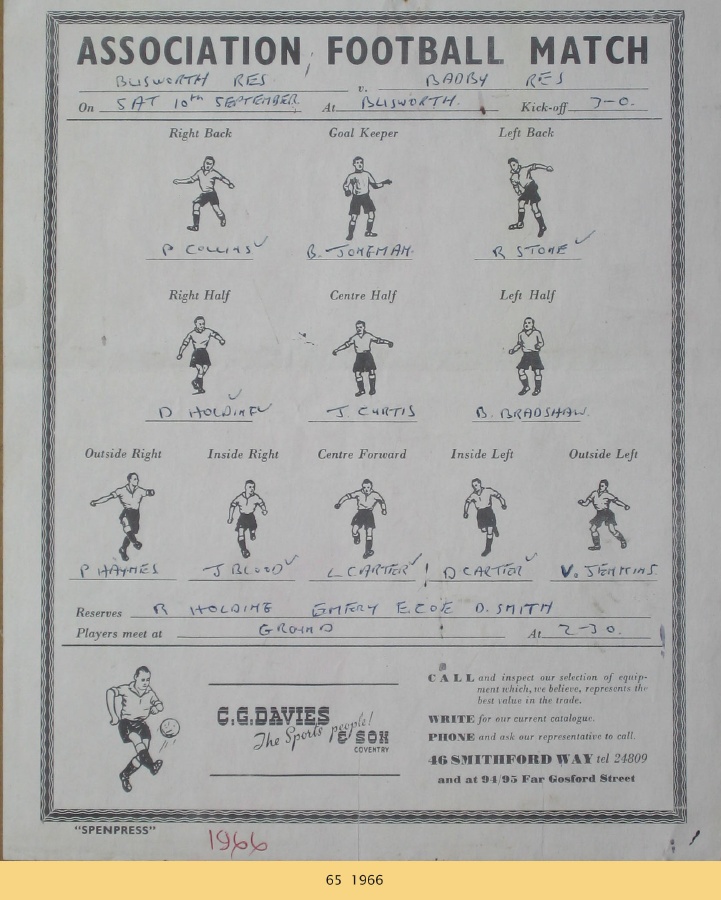 ASSOCIATION FOOTBALL MATCH
BLISWORTH RES v. BADBY RES
On SAT 10th SEPTEMBER At BLISWORTH. Kick-off 3-0.
Right Back Goal Keeper Left Back
P COLLINS B. R STONE
Right Half Centre Half Left Half
D HOLDING J. CURTIS B. BRADSHAW.
Outside Right Inside Right Centre Forward Inside Left Outside Left
P HAYNES J BLOOD L CARTER D CARTER V. JENKINS
Reserves R HOLDING EMERY E. COE D. SMITH
Players meet at GROUND At 2-30.
CALL and inspect our selection of equip-
ment which, we believe, represents the
best value in the trade.
WRITE for our current catalogue.
PHONE and ask our representative to call.
46 SMITHFORD WAY tel 24809
and at 94/95 Far Gosford Street
C.G. DAVIES
& SON
The Sports people!
COVENTRY
"SPENPRESS"
1966
65 1966